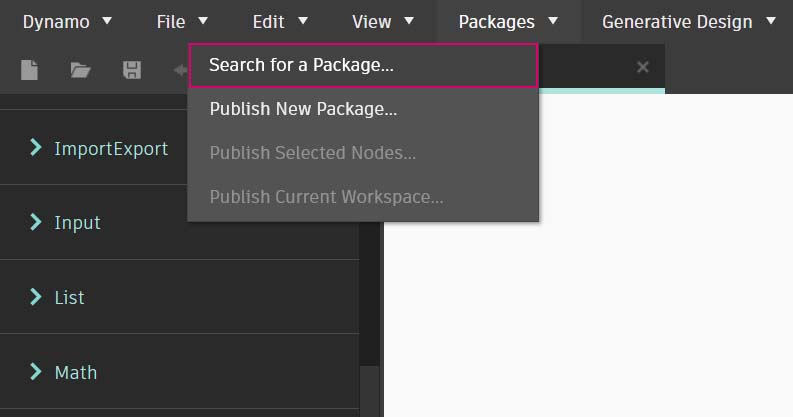 Dynamo File Edit View Packages Generative Design
Search for a Package...
Publish New Package...
Publish Selected Nodes...
Publish Current Workspace...
ImportExport
Input
List
Math